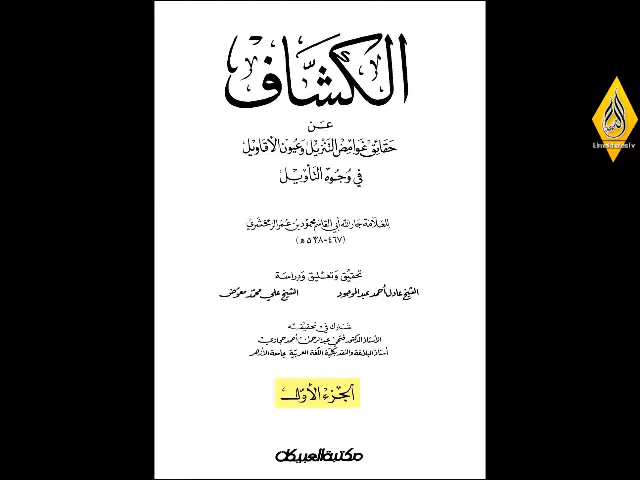 الكشاف
عن
حقائق غوامض التنزيل وعيون الأقاويل
في وجوه التأويل
للعلامة جار الله أبي القاسم محمود بن عمر الزمخشري
(٤٦٧-٥٣٨ھ)
تحقيق وتعليق ودراسة
الشيخ عادل أحمد عبد الموجود الشيخ علي محمد معوض
شارك في تحقيقه
الأستاذ الدكتور فتحي عبد الرحمن أحمد حجازي
أستاذ البلاغة والنقد بكلية اللغة العربية جامعة الأزهر
الجزء الأول
مكتبة العبيكان